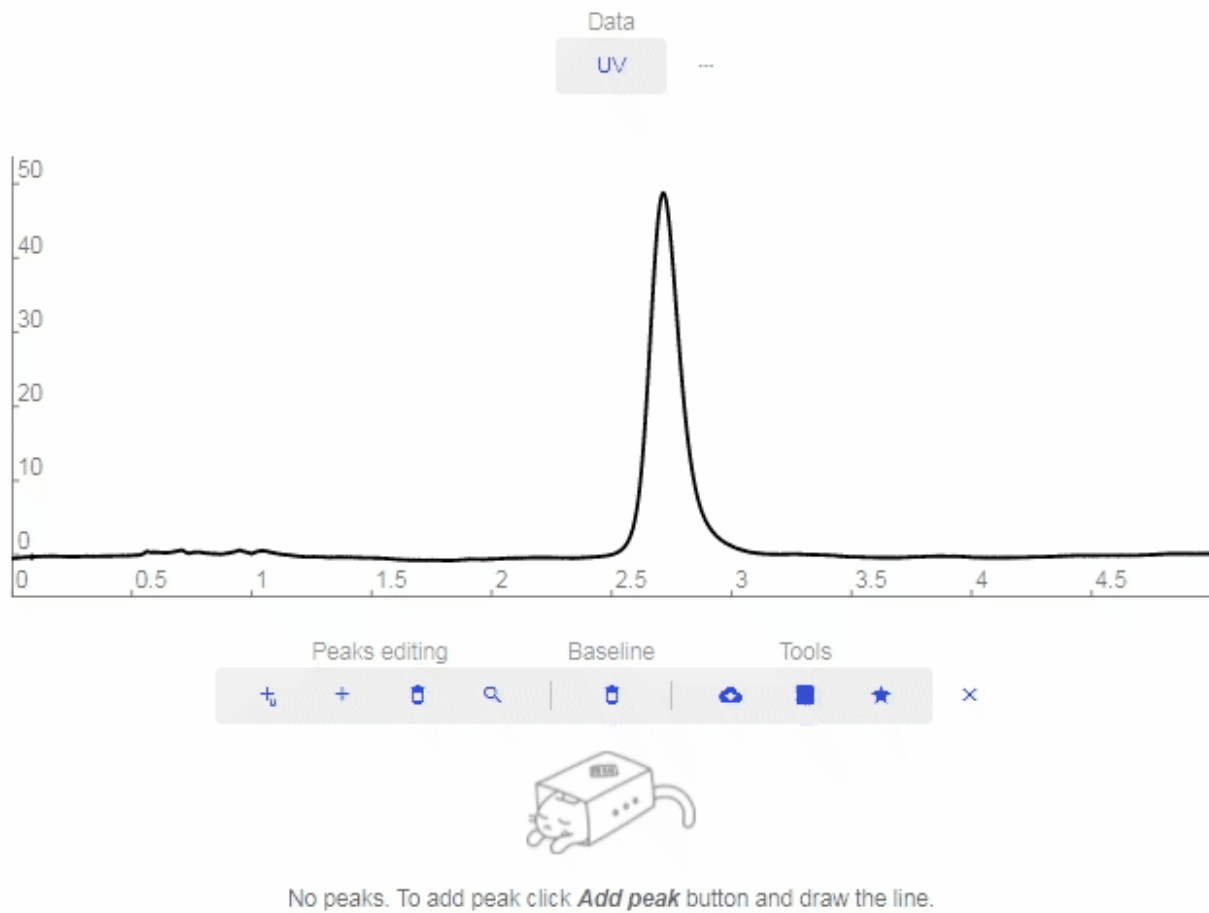 Data
UV ---
50
40
30
20
10
0
0 0.5 1 1.5 2 2.5 3 3.5 4 4.5
Peaks editing Baseline Tools
No peaks. To add peak click Add peak button and draw the line.